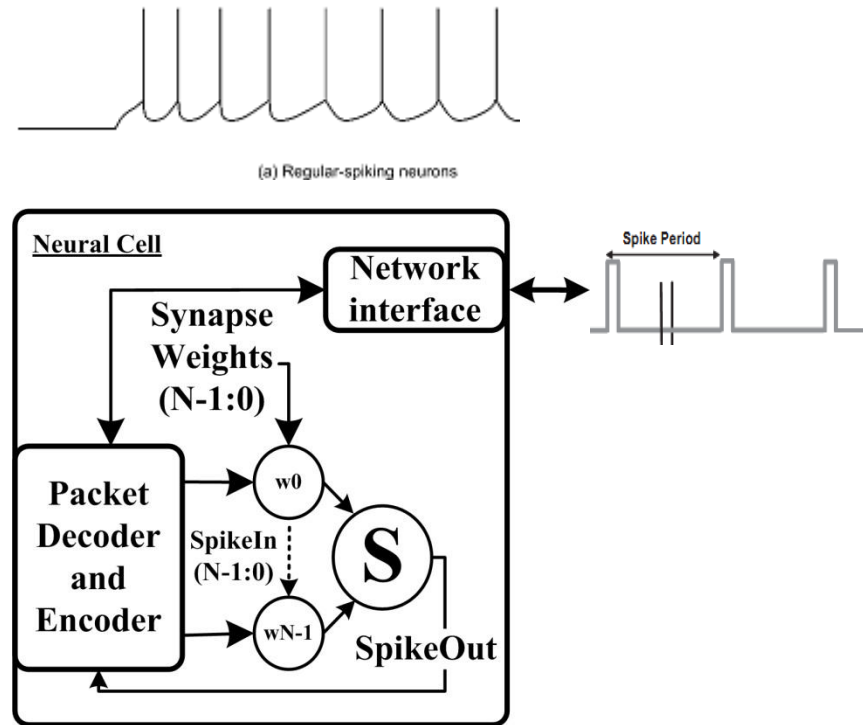 (a) Regular-spiking neurons
Neural Cell
Network
interface
Spike Period
Synapse
Weights
(N-1:0)
Packet
Decoder
and
Encoder
w0
SpikeIn
(N-1:0)
wN-1
S
SpikeOut